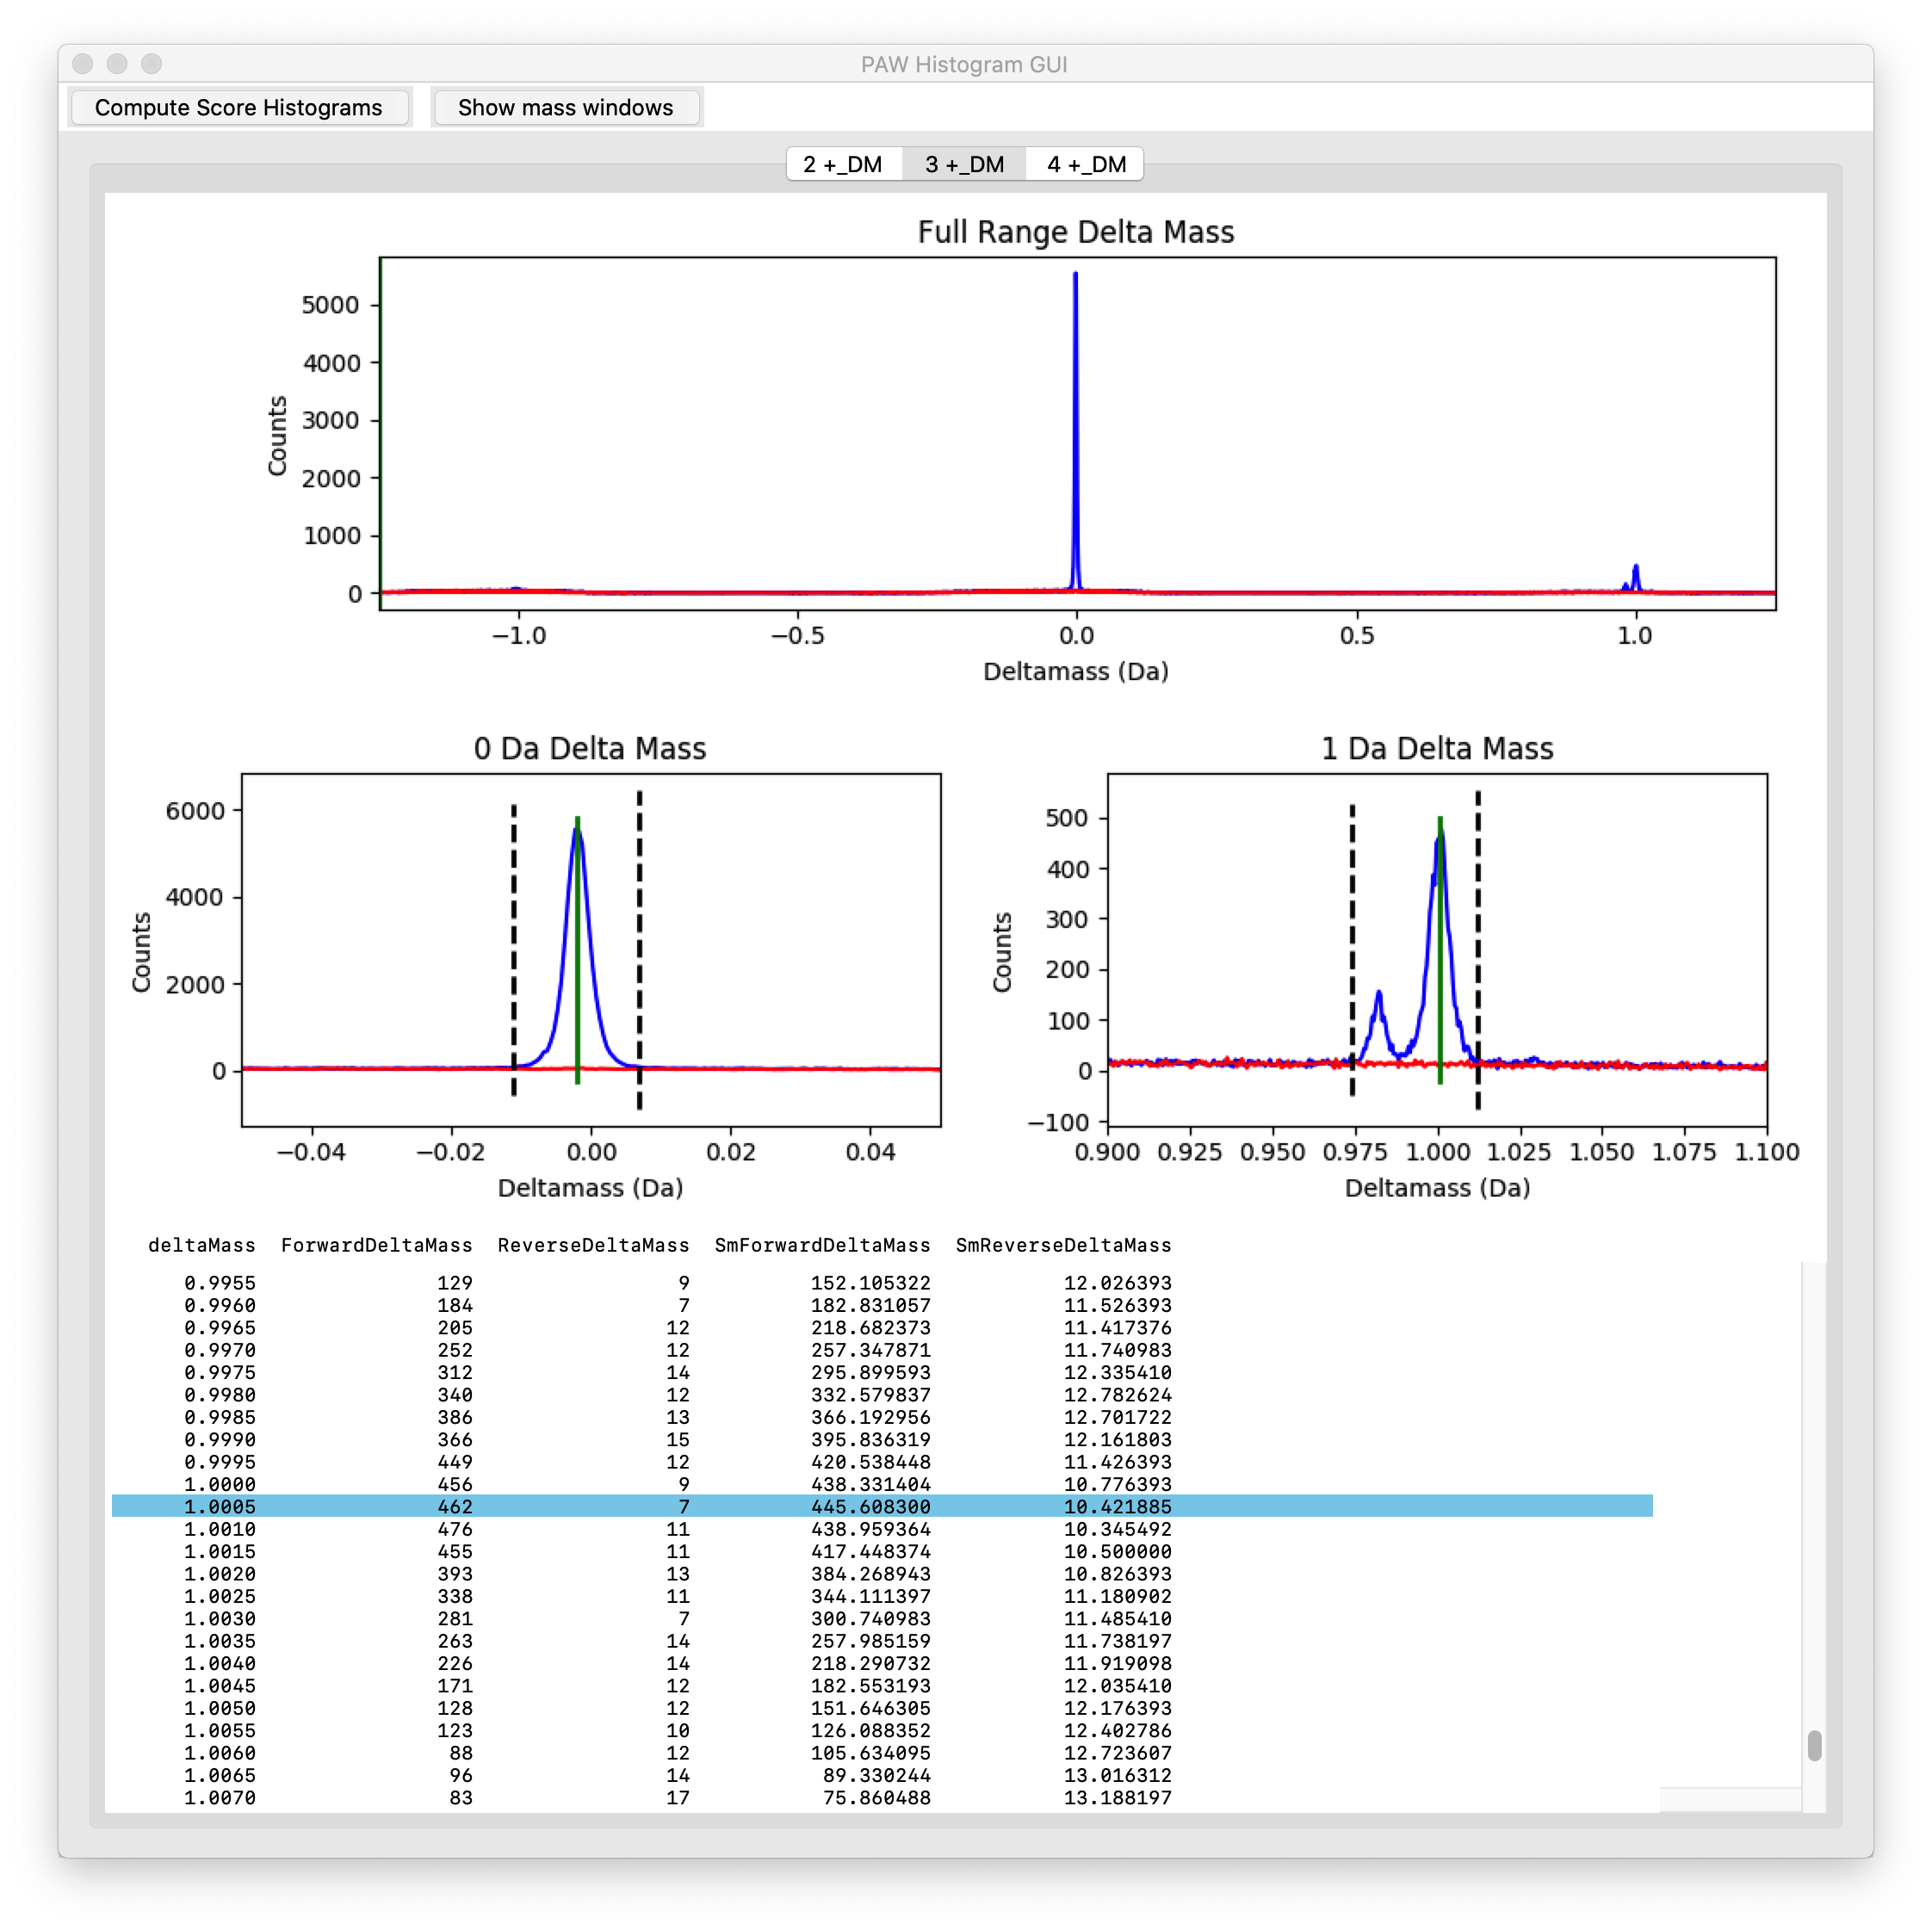 PAW Histogram GUI
Compute Score Histograms Show mass windows
2 +_DM 3 +_DM 4 +_DM
Full Range Delta Mass
5000
4000
3000
2000
1000
0
Counts
−1.0 −0.5 0.0 0.5 1.0
Deltamass (Da)
0 Da Delta Mass
6000
4000
2000
0
Counts
−0.04 −0.02 0.00 0.02 0.04
Deltamass (Da)
1 Da Delta Mass
500
400
300
200
100
0
−100
Counts
0.900 0.925 0.950 0.975 1.000 1.025 1.050 1.075 1.100
Deltamass (Da)
deltaMass ForwardDeltaMass ReverseDeltaMass SmForwardDeltaMass SmReverseDeltaMass
0.9955 129 9 152.105322 12.026393
0.9960 184 7 182.831057 11.526393
0.9965 205 12 218.682373 11.417376
0.9970 252 12 257.347871 11.740983
0.9975 312 14 295.899593 12.335410
0.9980 340 12 332.579837 12.782624
0.9985 386 13 366.192956 12.701722
0.9990 366 15 395.836319 12.161803
0.9995 449 12 420.538448 11.426393
1.0000 456 9 438.331404 10.776393
1.0005 462 7 445.608300 10.421885
1.0010 476 11 438.959364 10.345492
1.0015 455 11 417.448374 10.500000
1.0020 393 13 384.268943 10.826393
1.0025 338 11 344.111397 11.180902
1.0030 281 7 300.740983 11.485410
1.0035 263 14 257.985159 11.738197
1.0040 226 14 218.290732 11.919098
1.0045 171 12 182.553193 12.035410
1.0050 128 12 151.646305 12.176393
1.0055 123 10 126.088352 12.402786
1.0060 88 12 105.634095 12.723607
1.0065 96 14 89.330244 13.016312
1.0070 83 17 75.860488 13.188197